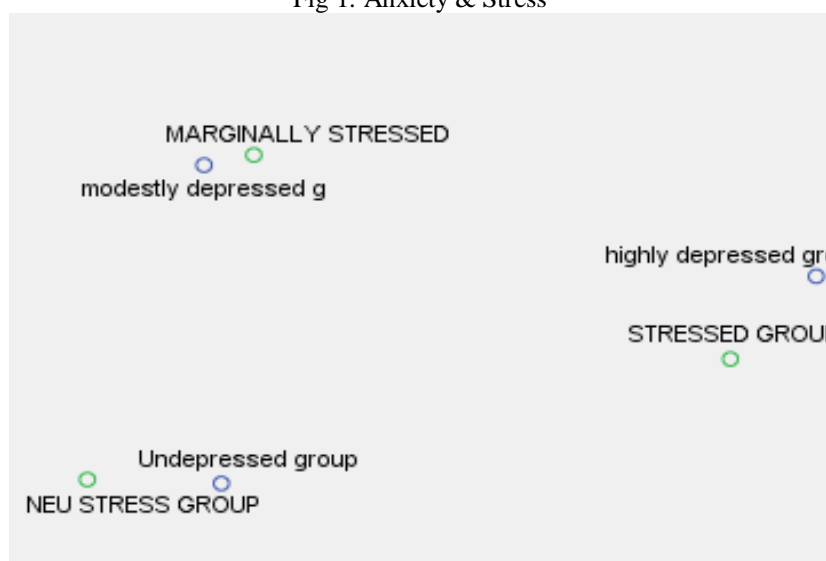 Fig 1. Anxiety & Stress
MARGINALLY STRESSED
modestly depressed g
highly depressed gr
STRESSED GROU
Undepressed group
NEU STRESS GROUP